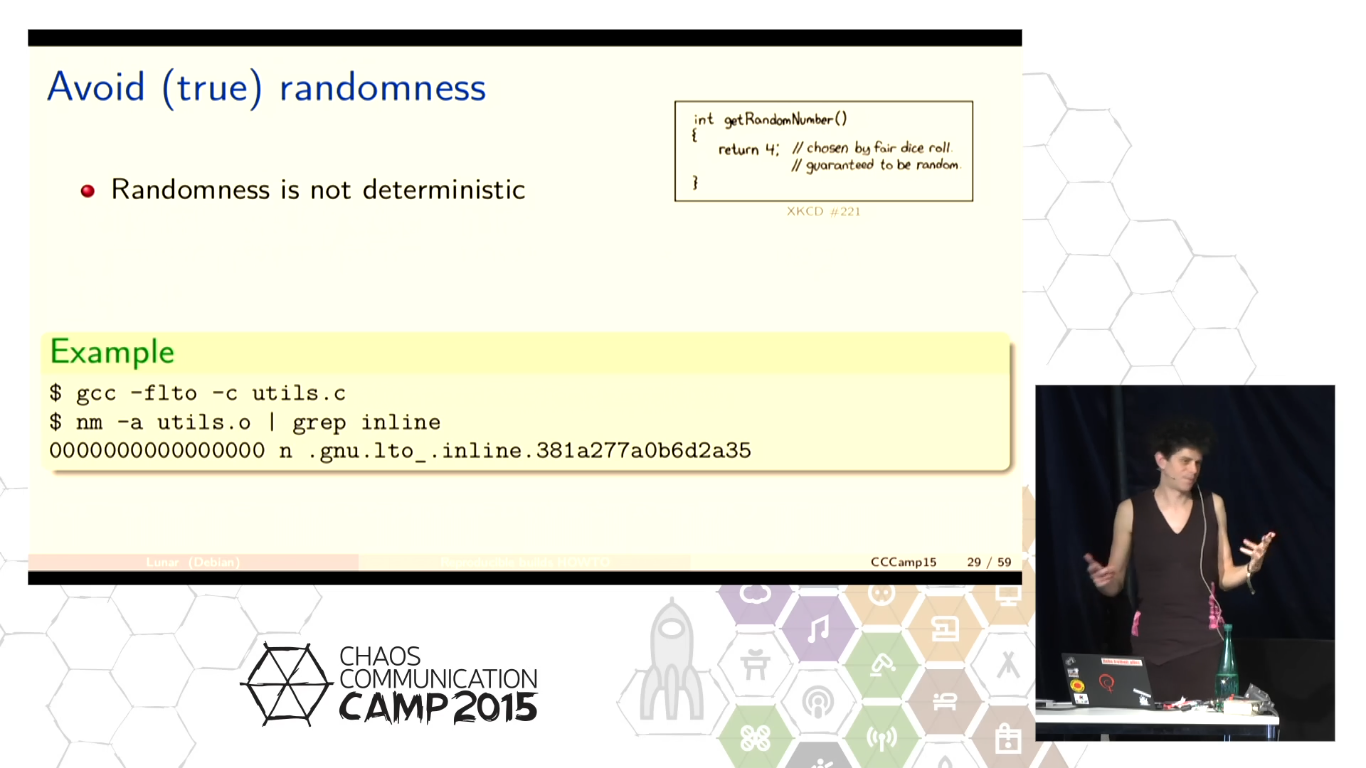 Avoid (true) randomness
int getRandomNumber()
{
return 4; // chosen by fair dice roll.
// guaranteed to be random.
}
XKCD #221
Randomness is not deterministic
Example
$ gcc -flto -c utils.c
$ nm -a utils.o | grep inline
0000000000000000 n .gnu.lto_.inline.381a277a0b6d2a35
Lunar (Debian)
CCCamp15 29 / 59
CHAOS
COMMUNICATION
CAMP 2015